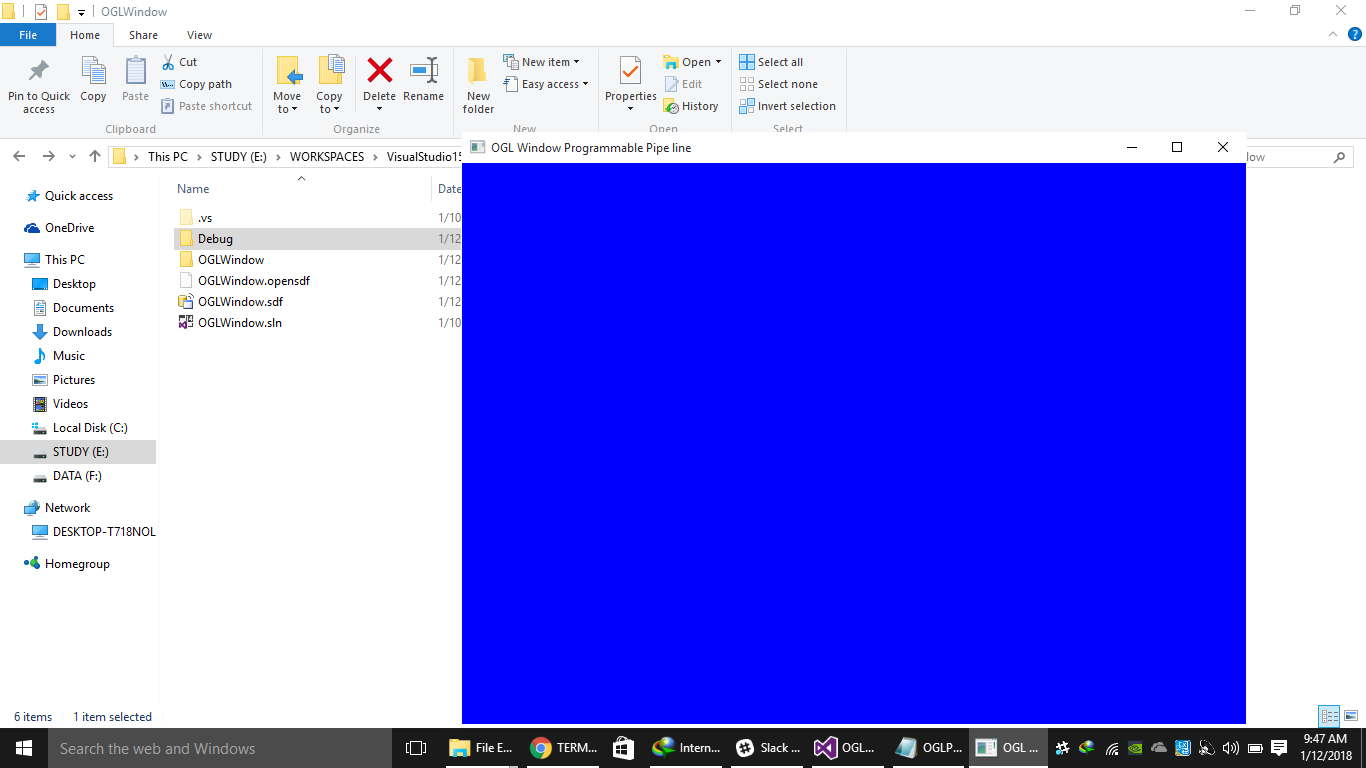 OGLWindow
File Home Share View
Pin to Quick access
Copy
Paste
Cut
Copy path
Paste shortcut
Clipboard
Move to
Copy to
Delete
Rename
Organize
New folder
New item
Easy access
New
Properties
Open
Edit
History
Open
Select all
Select none
Invert selection
Select
This PC STUDY (E:) WORKSPACES VisualStudio15
OGL Window Programmable Pipe line
Name Date
Quick access
OneDrive
This PC
Desktop
Documents
Downloads
Music
Pictures
Videos
Local Disk (C:)
STUDY (E:)
DATA (F:)
Network
DESKTOP-T718NOL
Homegroup
.vs 1/10
Debug 1/12
OGLWindow 1/12
OGLWindow.opensdf 1/12
OGLWindow.sdf 1/12
OGLWindow.sln 1/10
6 items 1 item selected
Search the web and Windows
File E...
TERM...
Intern...
Slack ...
OGL...
OGLP...
OGL ...
9:47 AM
1/12/2018